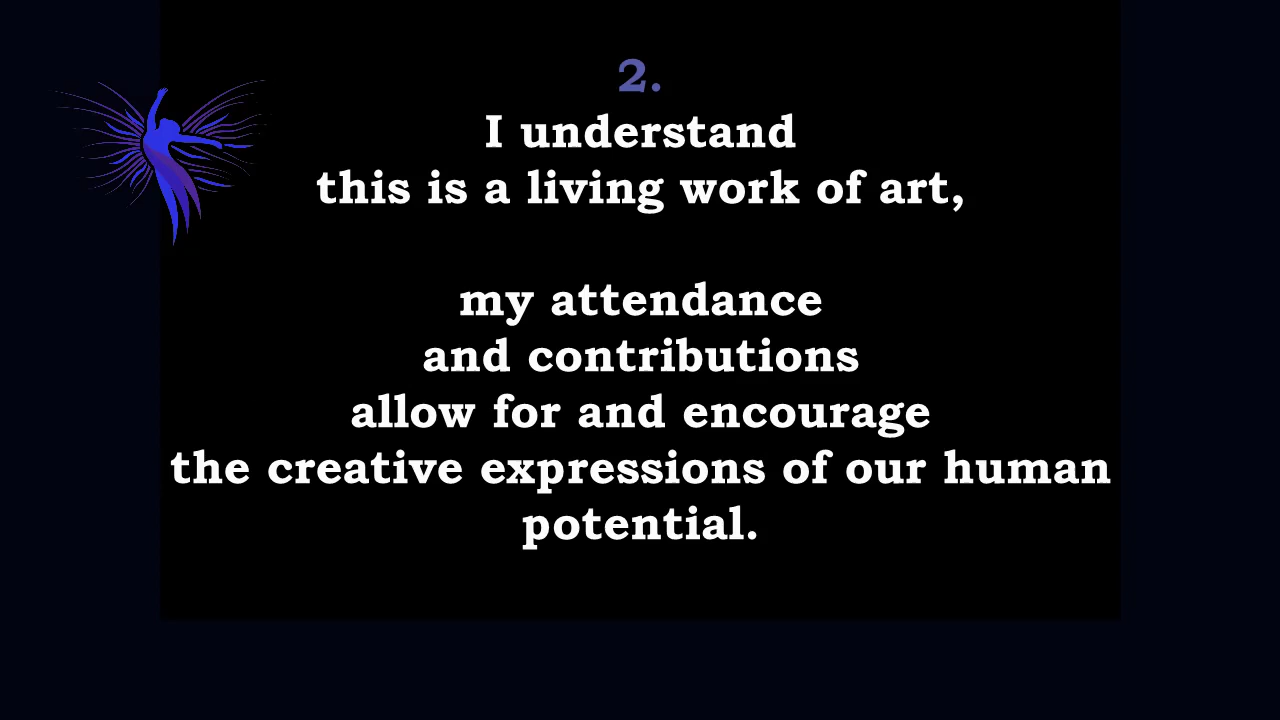 2.
I understand
this is a living work of art,
my attendance
and contributions
allow for and encourage
the creative expressions of our human
potential.